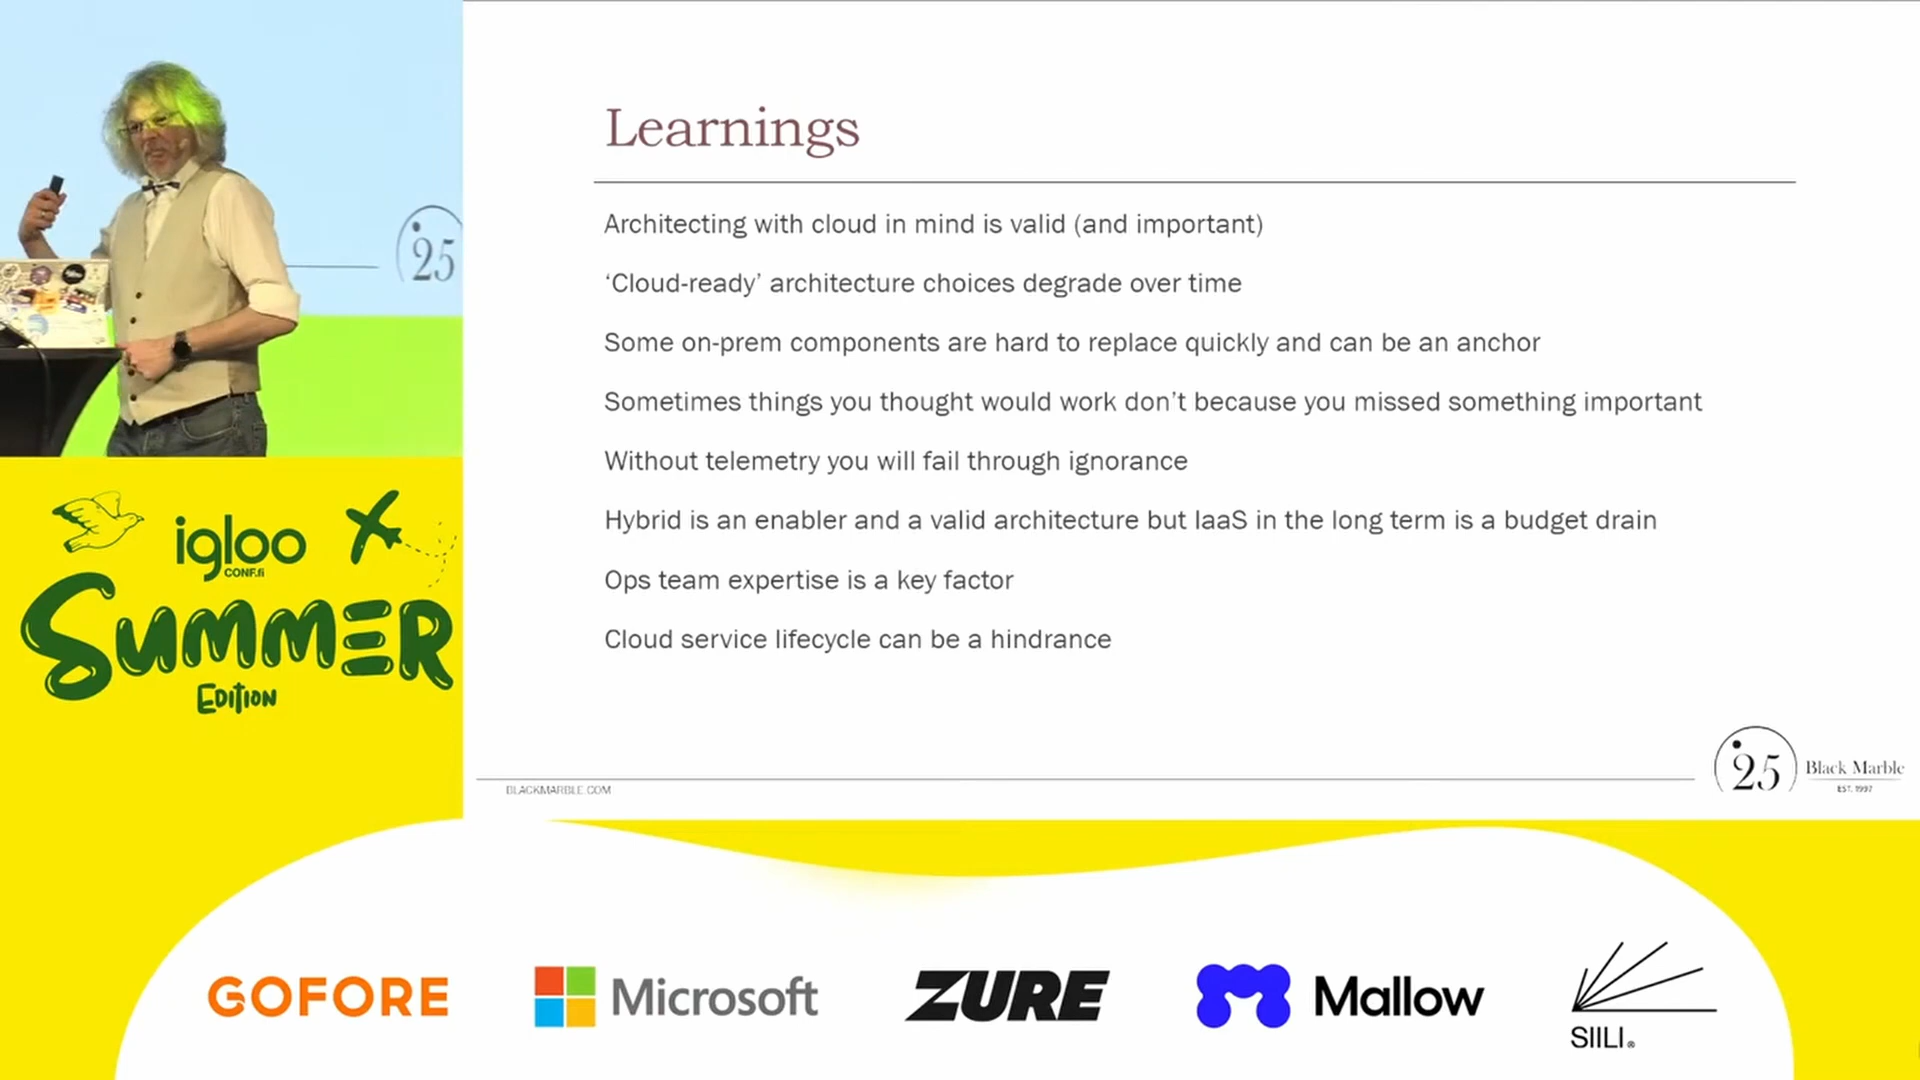 Learnings
Architecting with cloud in mind is valid (and important)
‘Cloud-ready’ architecture choices degrade over time
Some on-prem components are hard to replace quickly and can be an anchor
Sometimes things you thought would work don’t because you missed something important
Without telemetry you will fail through ignorance
Hybrid is an enabler and a valid architecture but IaaS in the long term is a budget drain
Ops team expertise is a key factor
Cloud service lifecycle can be a hindrance
BLACKMARBLE.COM
25
Black Marble
EST. 1997
25
igloo
CONF.fi
SUMMER
EDITION
GOFORE
Microsoft
ZURE
Mallow
SIILI®